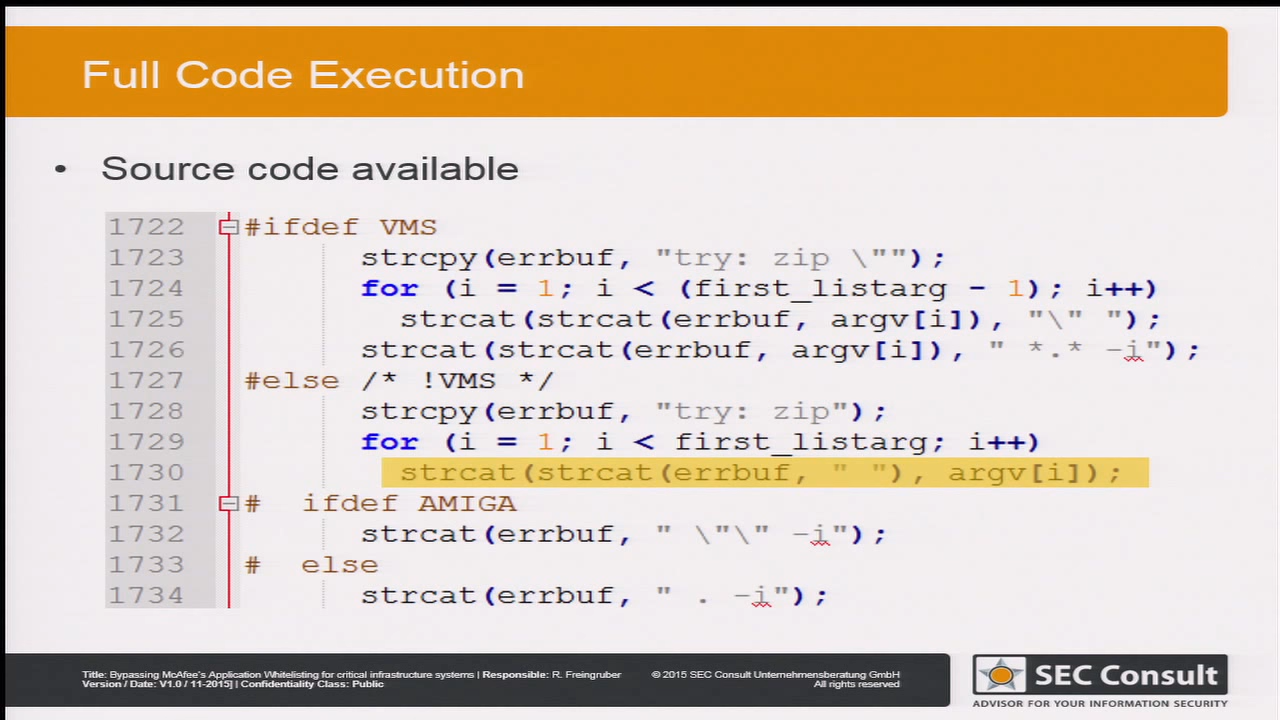 Full Code Execution
• Source code available
1722 #ifdef VMS
1723 strcpy(errbuf, "try: zip \"");
1724 for (i = 1; i < (first_listarg - 1); i++)
1725 strcat(strcat(errbuf, argv[i]), "\" ");
1726 strcat(strcat(errbuf, argv[i]), " *.* -i");
1727 #else /* !VMS */
1728 strcpy(errbuf, "try: zip");
1729 for (i = 1; i < first_listarg; i++)
1730 strcat(strcat(errbuf, " "), argv[i]);
1731 # ifdef AMIGA
1732 strcat(errbuf, " \"\" -i");
1733 # else
1734 strcat(errbuf, " . -i");
Title: Bypassing McAfee's Application Whitelisting for critical infrastructure systems | Responsible: R. Freingruber
Version / Date: V1.0 / 11-2015] | Confidentiality Class: Public
© 2015 SEC Consult Unternehmensberatung GmbH
All rights reserved
SEC Consult
ADVISOR FOR YOUR INFORMATION SECURITY